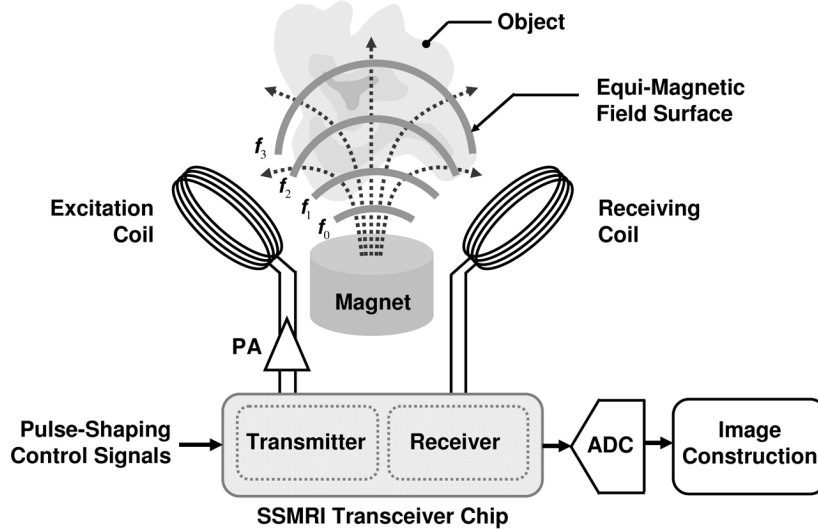 Object
Equi-Magnetic
Field Surface
f3
f2
f1
f0
Excitation
Coil
Receiving
Coil
Magnet
PA
Pulse-Shaping
Control Signals
Transmitter
Receiver
ADC
Image
Construction
SSMRI Transceiver Chip